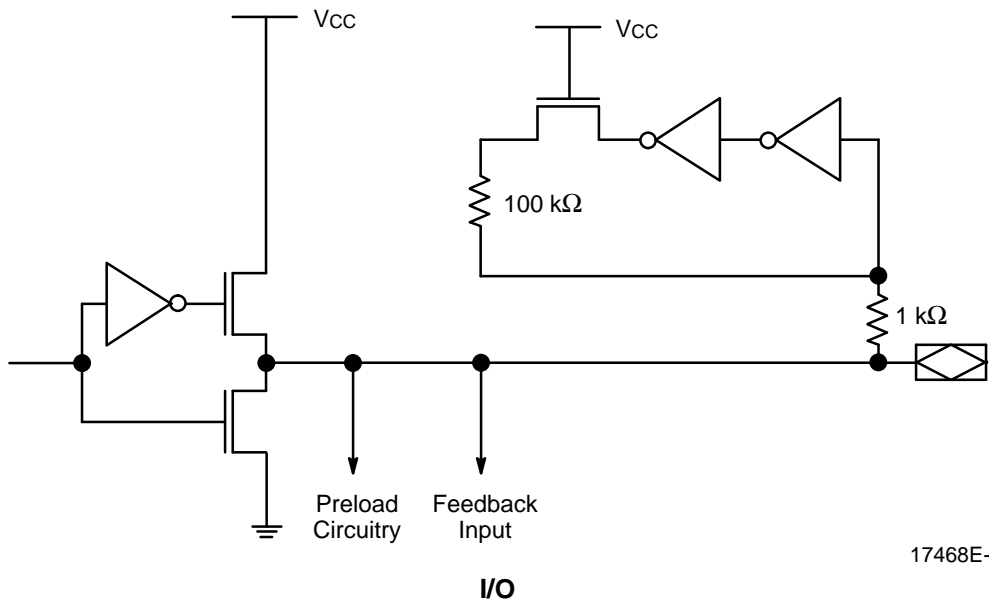 VCC
VCC
100 kΩ
1 kΩ
Preload
Circuitry
Feedback
Input
17468E-
I/O